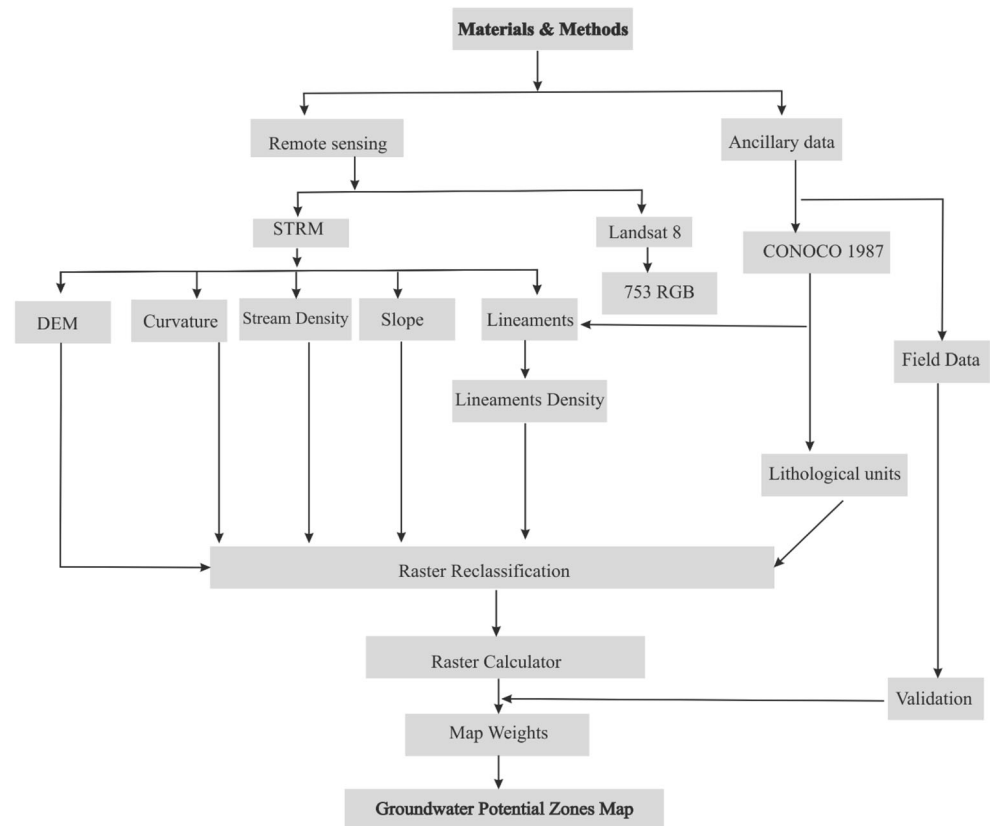 Materials & Methods
Remote sensing
Ancillary data
STRM
Landsat 8
CONOCO 1987
753 RGB
DEM
Curvature
Stream Density
Slope
Lineaments
Field Data
Lineaments Density
Lithological units
Raster Reclassification
Raster Calculator
Validation
Map Weights
Groundwater Potential Zones Map